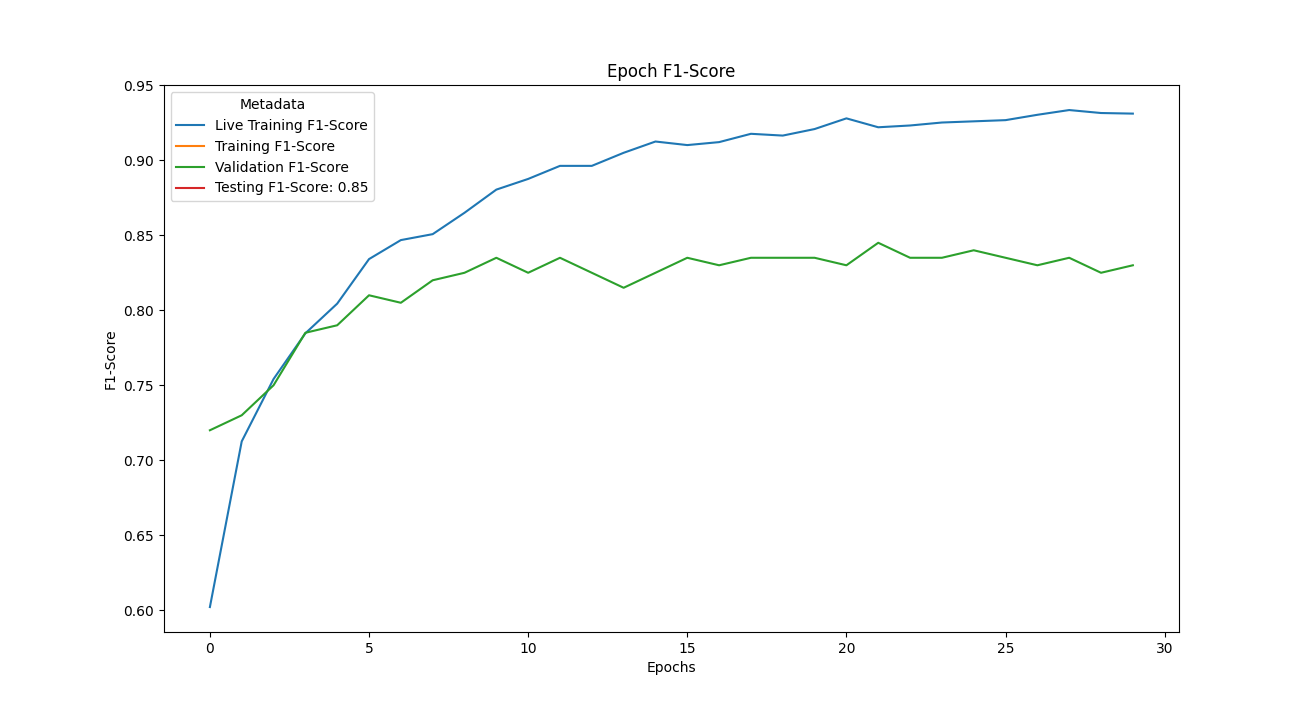 Epoch F1-Score
Metadata
Live Training F1-Score
Training F1-Score
Validation F1-Score
Testing F1-Score: 0.85
0.95
0.90
0.85
0.80
0.75
0.70
0.65
0.60
F1-Score
0 5 10 15 20 25 30
Epochs